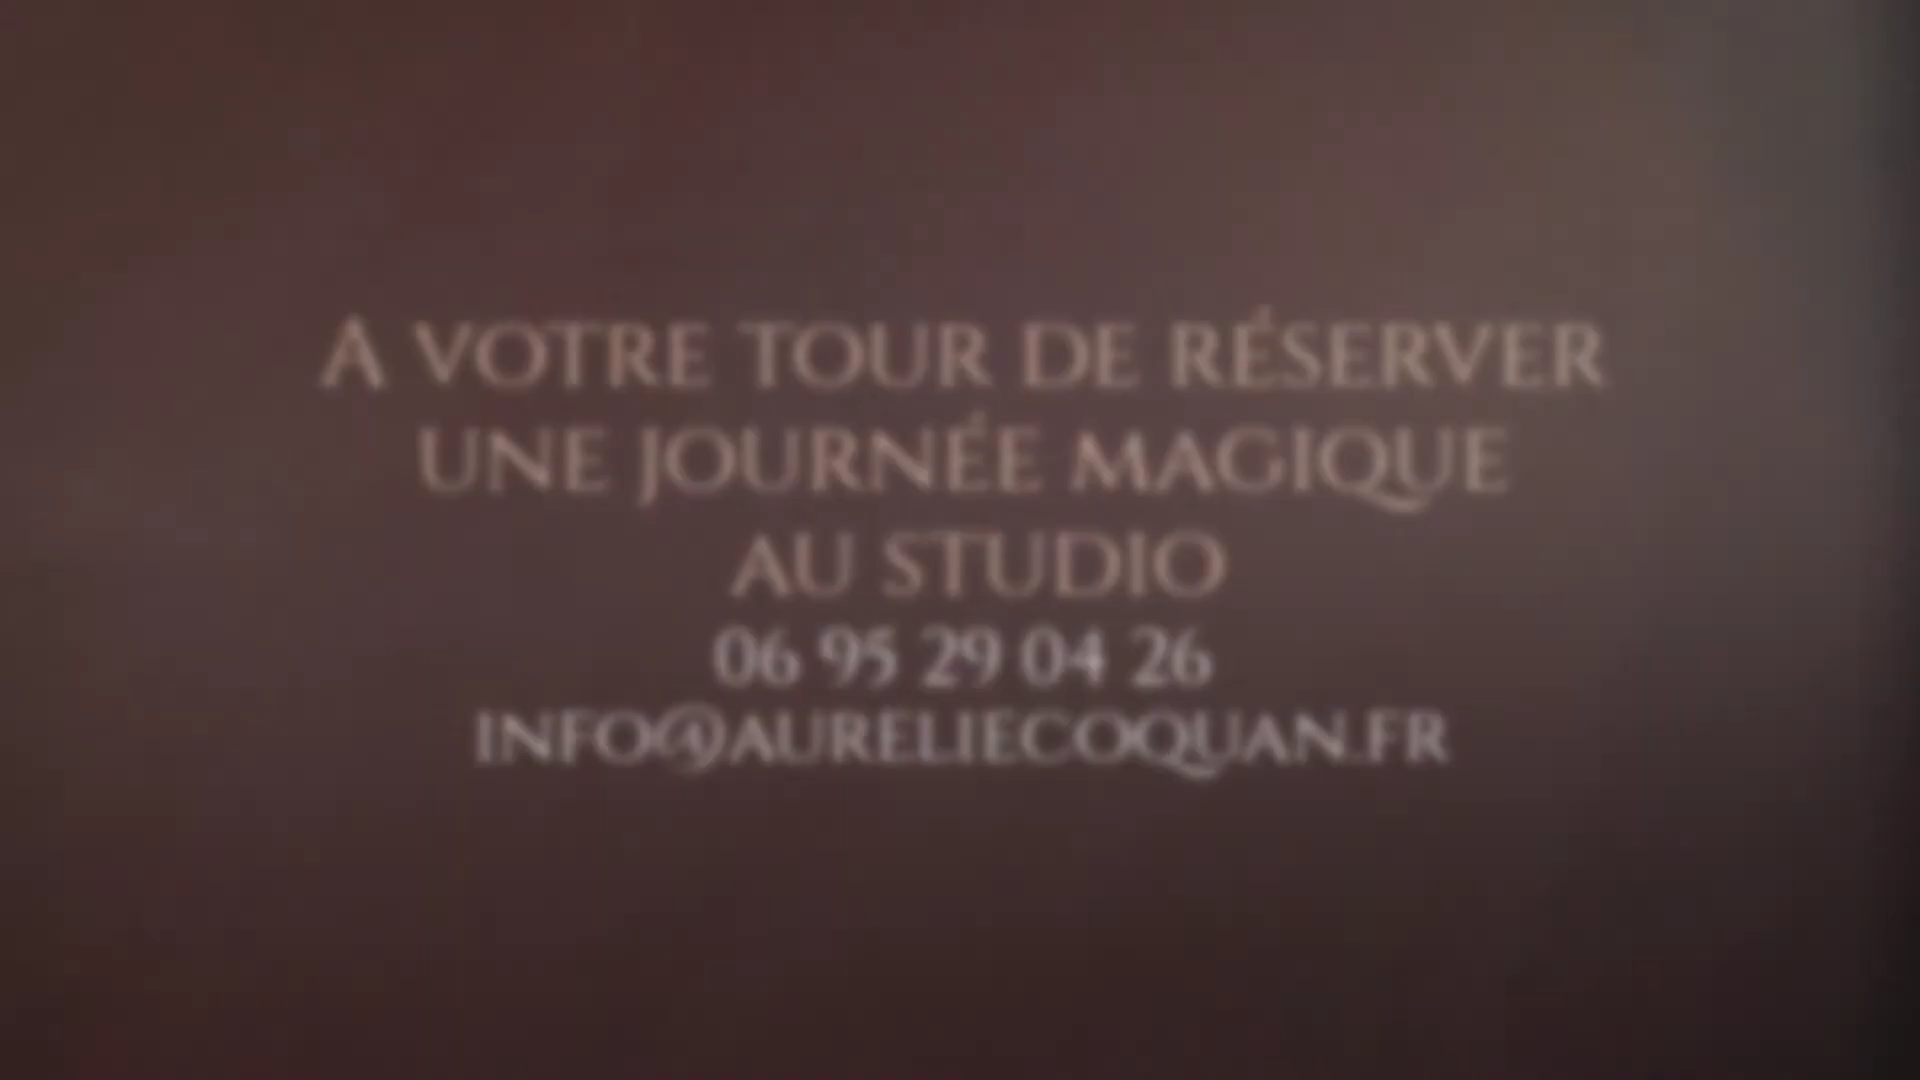 A VOTRE TOUR DE RÉSERVER
UNE JOURNÉE MAGIQUE
AU STUDIO
06 95 29 04 26
INFO@AURELIECOQUAN.FR